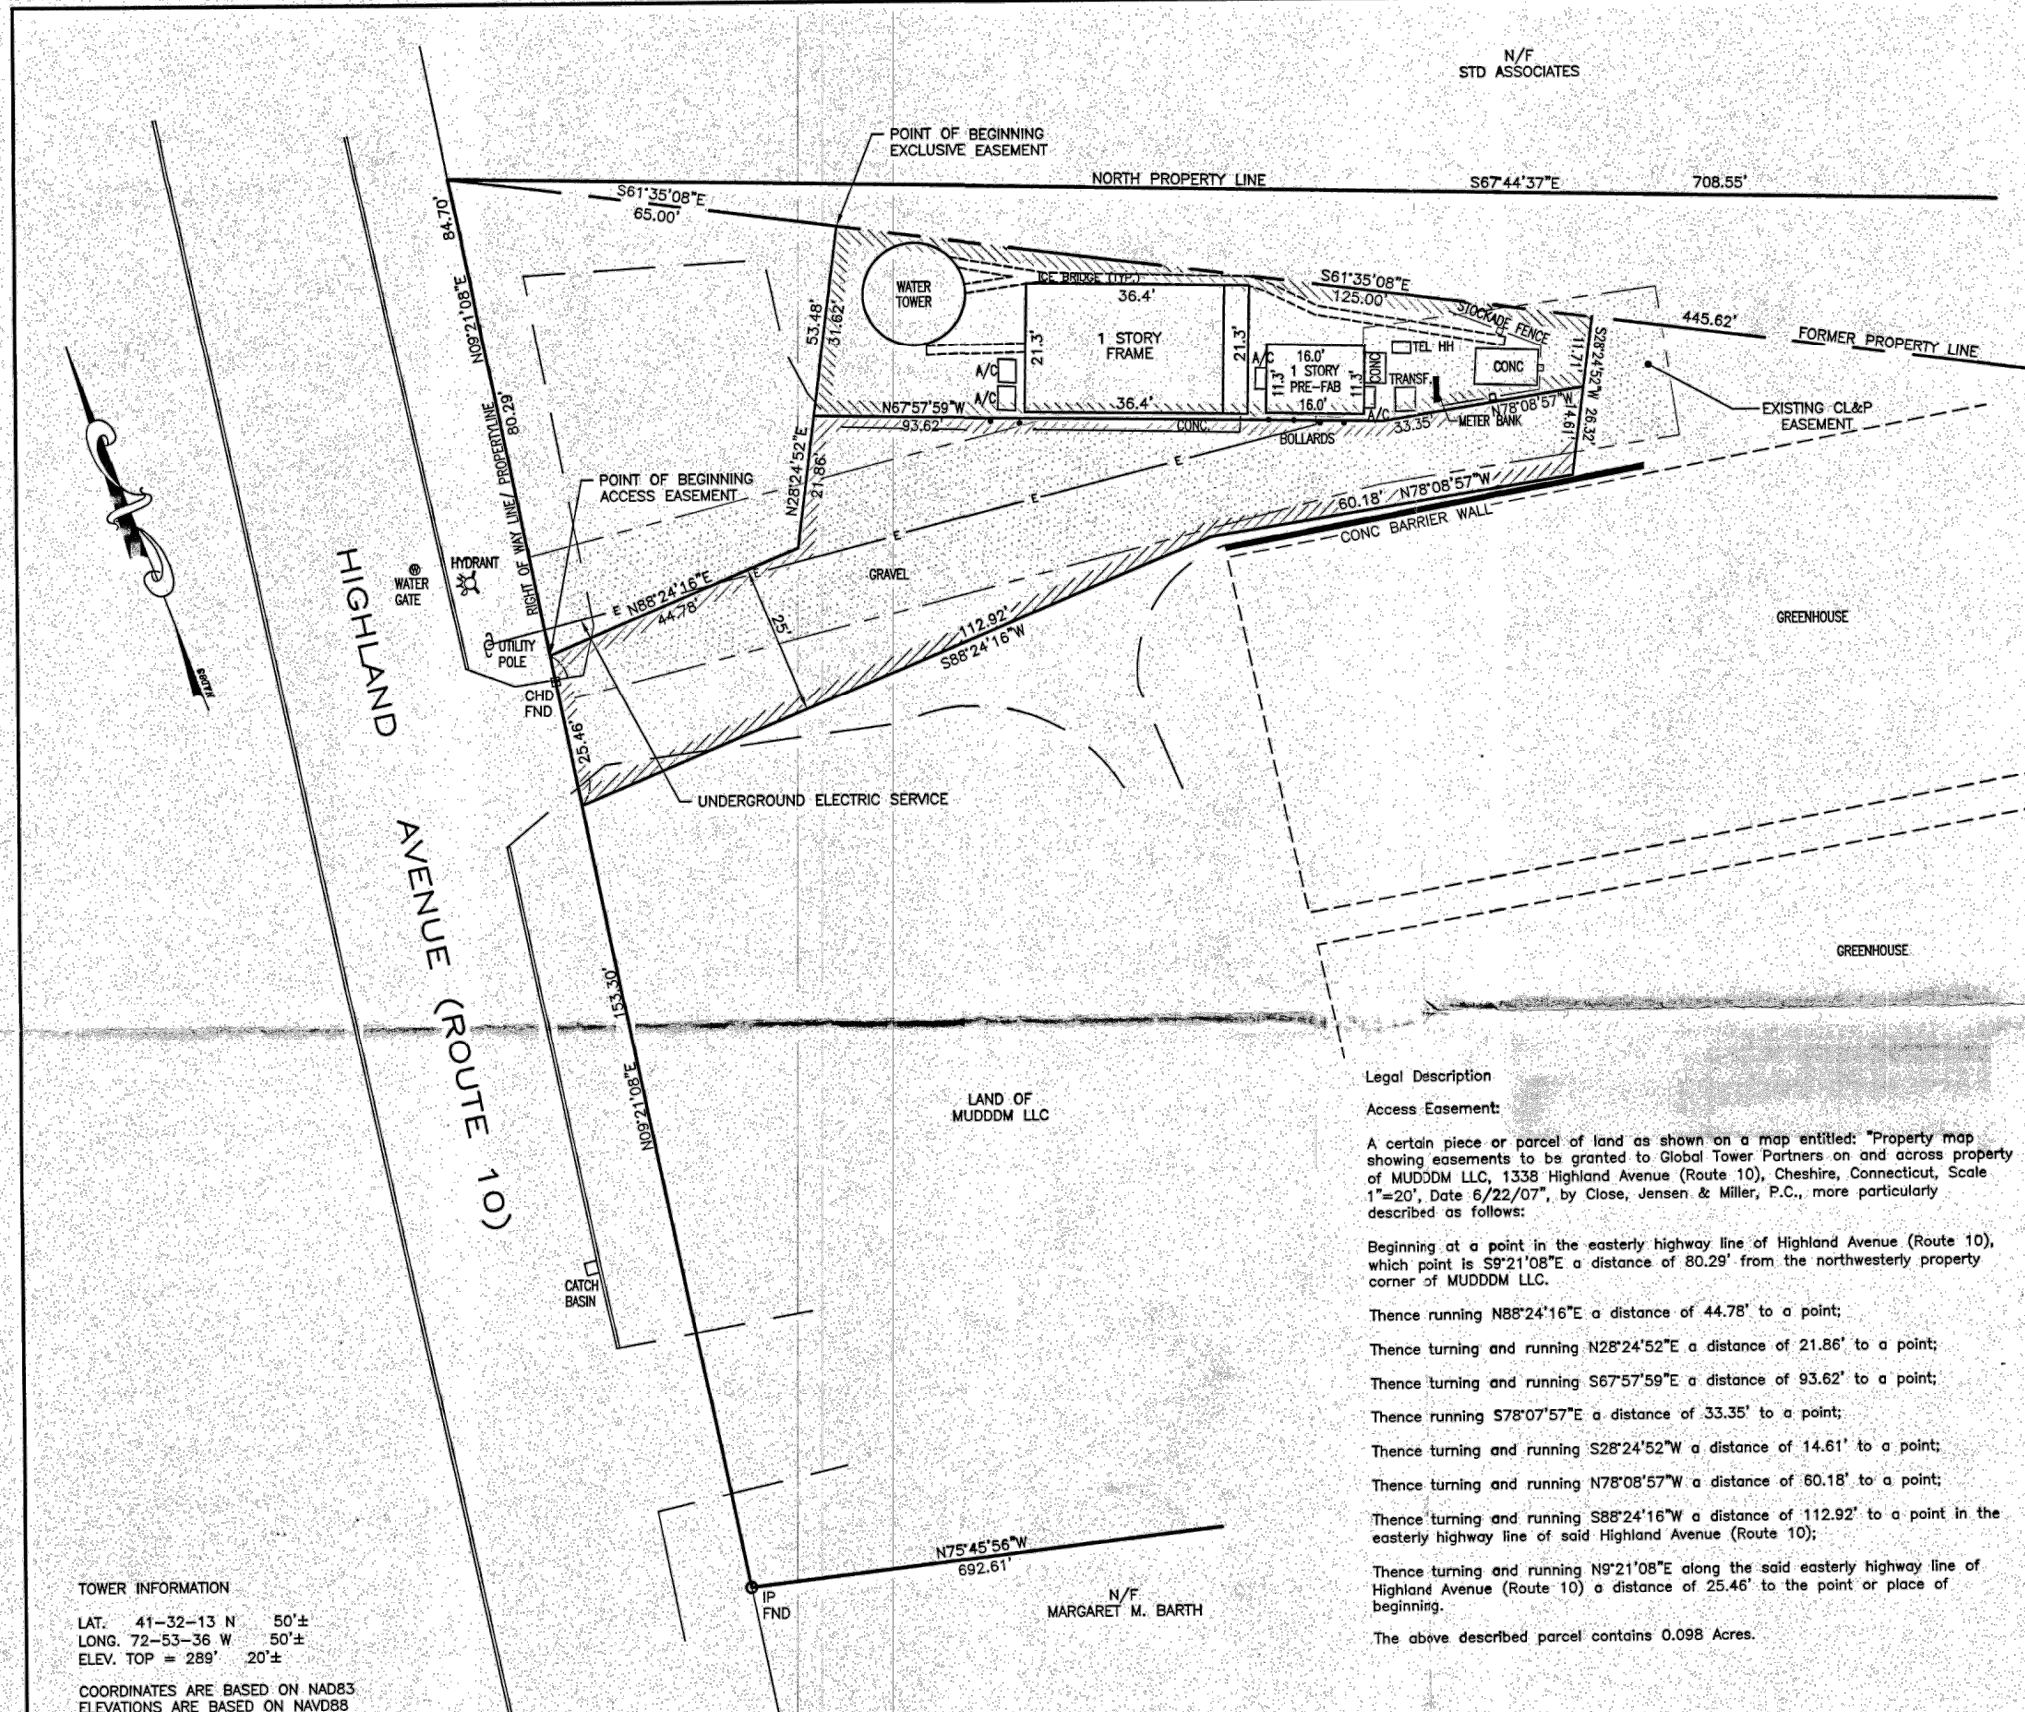 N/F
STD ASSOCIATES
POINT OF BEGINNING
EXCLUSIVE EASEMENT
NORTH PROPERTY LINE
S67°44'37"E
708.55'
S61°35'08"E
65.00'
84.70'
N09°21'08"E
80.29'
RIGHT OF WAY LINE/ PROPERTYLINE
53.48'
31.62'
WATER
TOWER
ICE BRIDGE (TYP.)
36.4'
21.3'
1 STORY
FRAME
21.3'
36.4'
A/C
A/C
A/C
16.0'
1 STORY
PRE-FAB
16.0'
11.3'
11.3'
CONC
A/C
TEL HH
TRANSF.
CONC
S61°35'08"E
125.00'
STOCKADE FENCE
S28°24'52"W 26.32'
11.71'
14.61'
445.62'
FORMER PROPERTY LINE
EXISTING CL&P
EASEMENT
N67°57'59"W
93.62'
CONC.
BOLLARDS
33.35'
N78°08'57"W
METER BANK
N28°24'52"E
21.86'
POINT OF BEGINNING
ACCESS EASEMENT
E
E
E
E
E
E
60.18' N78°08'57"W
CONC BARRIER WALL
HYDRANT
WATER
GATE
UTILITY
POLE
CHD
FND
N88°24'16"E
44.78'
GRAVEL
25'
112.92'
S88°24'16"W
25.46'
UNDERGROUND ELECTRIC SERVICE
GREENHOUSE
GREENHOUSE
NAD83
HIGHLAND AVENUE (ROUTE 10)
153.30'
N09°21'08"E
LAND OF
MUDDDM LLC
CATCH
BASIN
N75°45'56"W
692.61'
IP
FND
N/F
MARGARET M. BARTH
Legal Description
Access Easement:
A certain piece or parcel of land as shown on a map entitled: "Property map
showing easements to be granted to Global Tower Partners on and across property
of MUDDDM LLC, 1338 Highland Avenue (Route 10), Cheshire, Connecticut, Scale
1"=20', Date 6/22/07", by Close, Jensen & Miller, P.C., more particularly
described as follows:
Beginning at a point in the easterly highway line of Highland Avenue (Route 10),
which point is S9°21'08"E a distance of 80.29' from the northwesterly property
corner of MUDDDM LLC.
Thence running N88°24'16"E a distance of 44.78' to a point;
Thence turning and running N28°24'52"E a distance of 21.86' to a point;
Thence turning and running S67°57'59"E a distance of 93.62' to a point;
Thence running S78°07'57"E a distance of 33.35' to a point;
Thence turning and running S28°24'52"W a distance of 14.61' to a point;
Thence turning and running N78°08'57"W a distance of 60.18' to a point;
Thence turning and running S88°24'16"W a distance of 112.92' to a point in the
easterly highway line of said Highland Avenue (Route 10);
Thence turning and running N9°21'08"E along the said easterly highway line of
Highland Avenue (Route 10) a distance of 25.46' to the point or place of
beginning.
The above described parcel contains 0.098 Acres.
TOWER INFORMATION
LAT. 41-32-13 N 50'±
LONG. 72-53-36 W 50'±
ELEV. TOP = 289' 20'±
COORDINATES ARE BASED ON NAD83
ELEVATIONS ARE BASED ON NAVD88